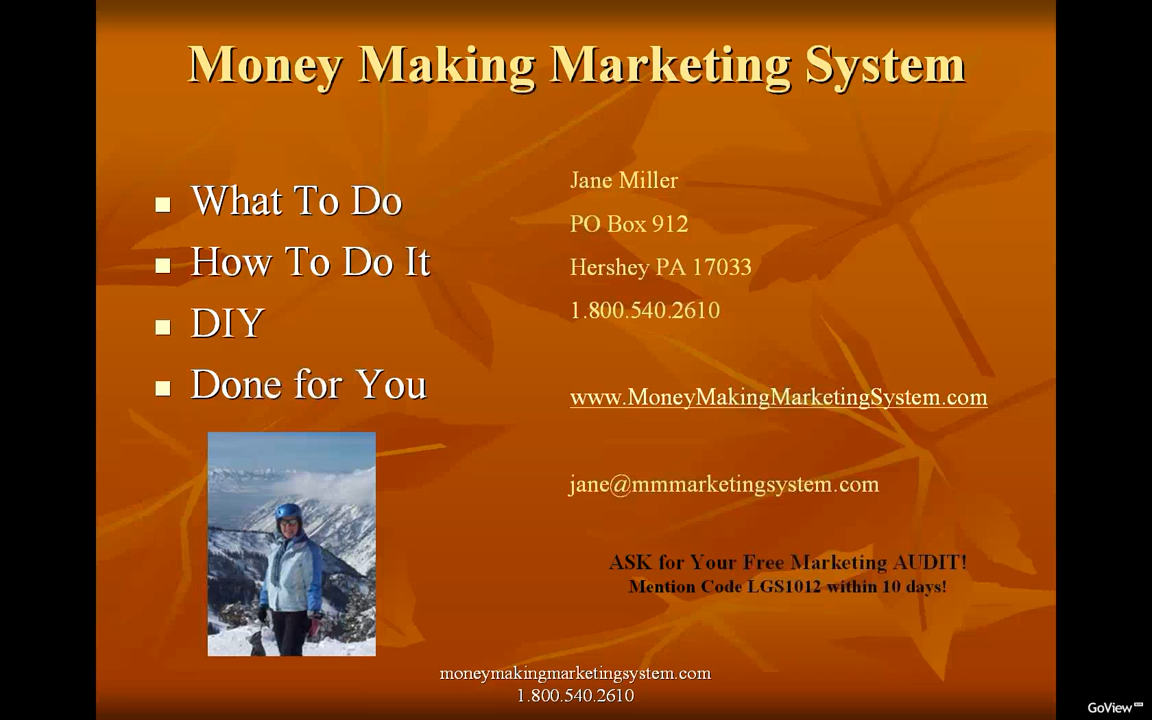 Money Making Marketing System
What To Do
How To Do It
DIY
Done for You
Jane Miller
PO Box 912
Hershey PA 17033
1.800.540.2610
www.MoneyMakingMarketingSystem.com
jane@mmmarketingsystem.com
ASK for Your Free Marketing AUDIT!
Mention Code LGS1012 within 10 days!
moneymakingmarketingsystem.com
1.800.540.2610
GoView